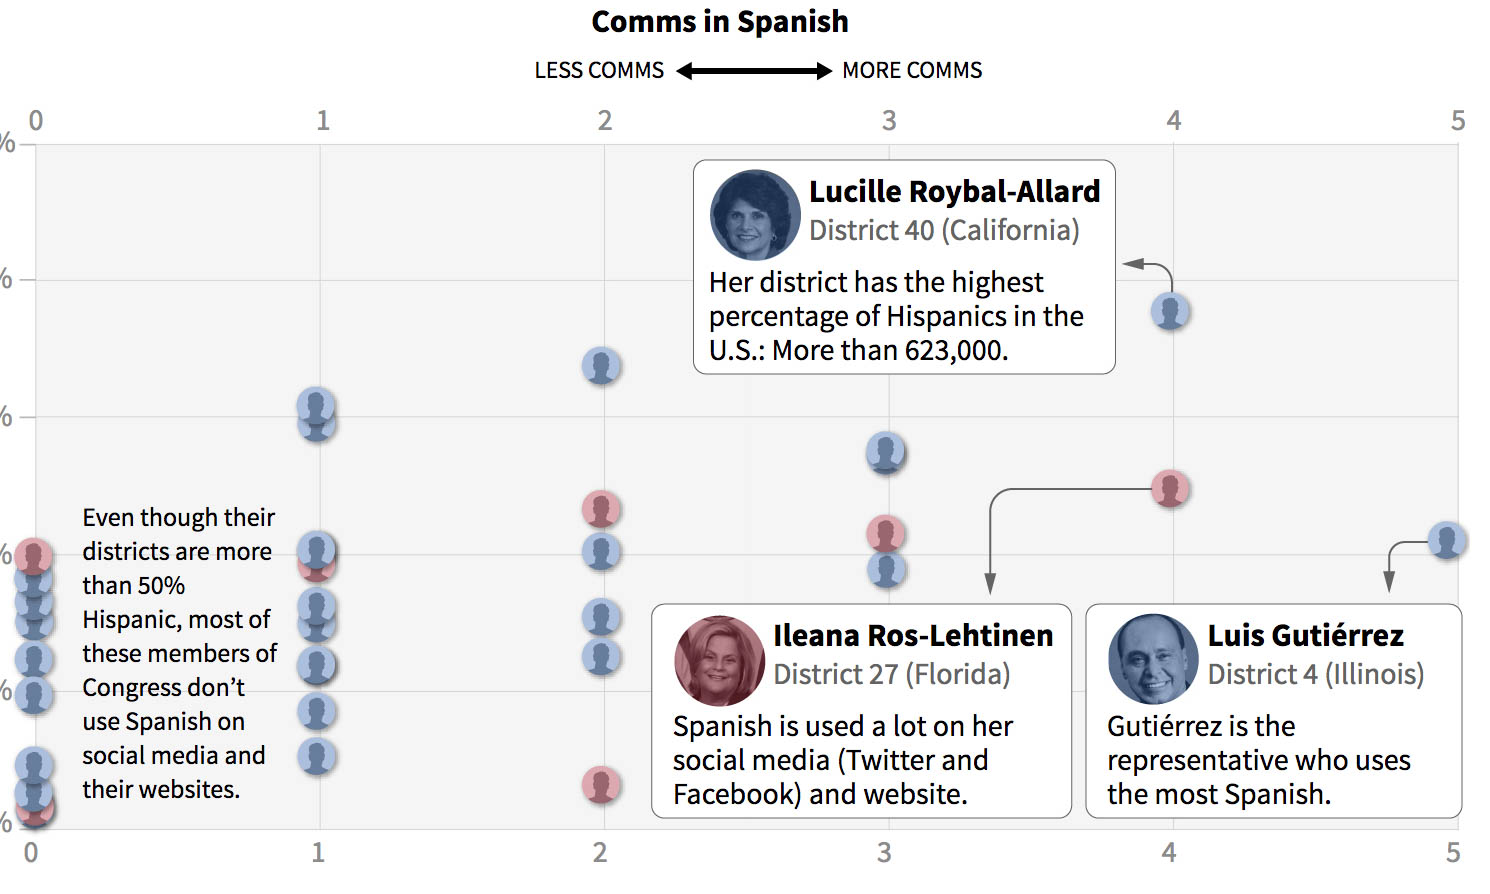 Comms in Spanish
LESS COMMS MORE COMMS
0 1 2 3 4 5
%
Lucille Roybal-Allard
District 40 (California)
Her district has the highest
percentage of Hispanics in the
U.S.: More than 623,000.
%
%
Even though their
districts are more
than 50%
Hispanic, most of
these members of
Congress don’t
use Spanish on
social media and
their websites.
%
Ileana Ros-Lehtinen
District 27 (Florida)
Spanish is used a lot on her
social media (Twitter and
Facebook) and website.
Luis Gutiérrez
District 4 (Illinois)
Gutiérrez is the
representative who uses
the most Spanish.
%
%
0 1 2 3 4 5